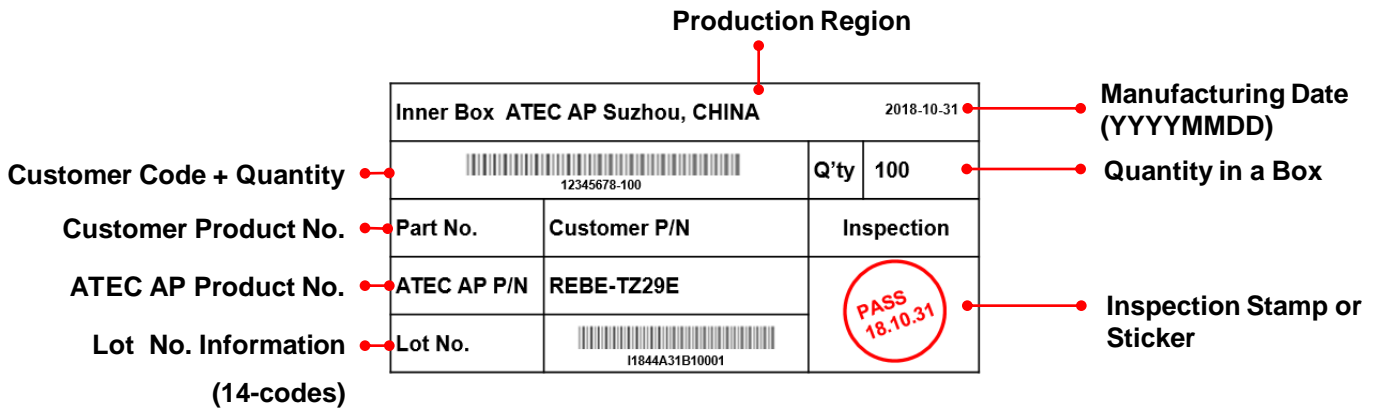 Production Region
Inner Box ATEC AP Suzhou, CHINA
2018-10-31
Manufacturing Date
(YYYYMMDD)
Customer Code + Quantity
12345678-100
Q'ty
100
Quantity in a Box
Customer Product No.
Part No.
Customer P/N
Inspection
ATEC AP Product No.
ATEC AP P/N
REBE-TZ29E
PASS
18.10.31
Inspection Stamp or
Sticker
Lot No. Information
(14-codes)
Lot No.
I1844A31B10001